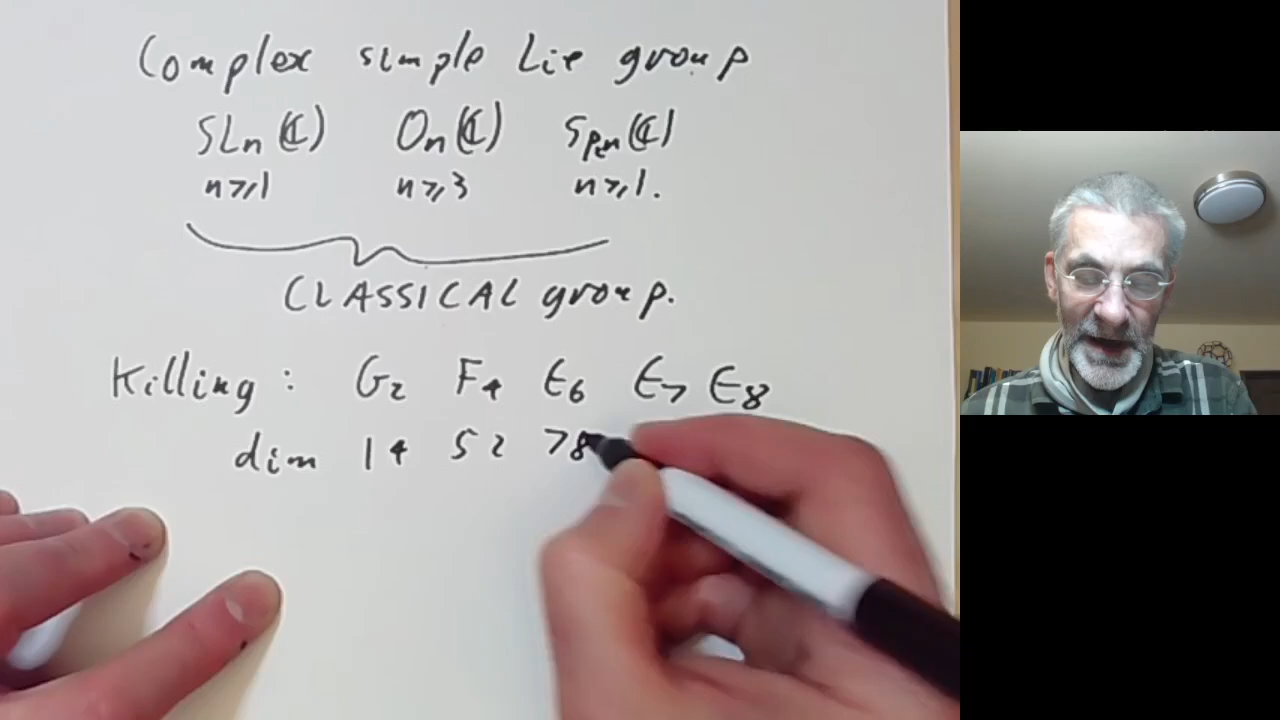 Complex simple Lie group
SLn(ℂ) On(ℂ) Sp2n(ℂ)
n≥1 n≥3 n≥1.
CLASSICAL group.
Killing: G2 F4 E6 E7 E8
dim 14 52 78